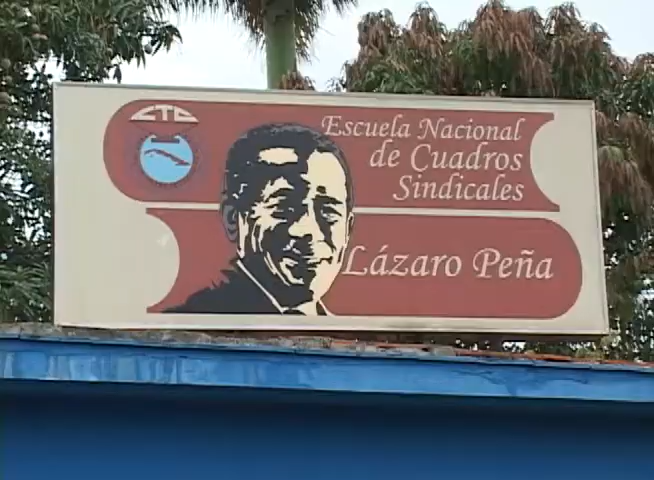 CTC
Escuela Nacional
de Cuadros
Sindicales
Lázaro Peña